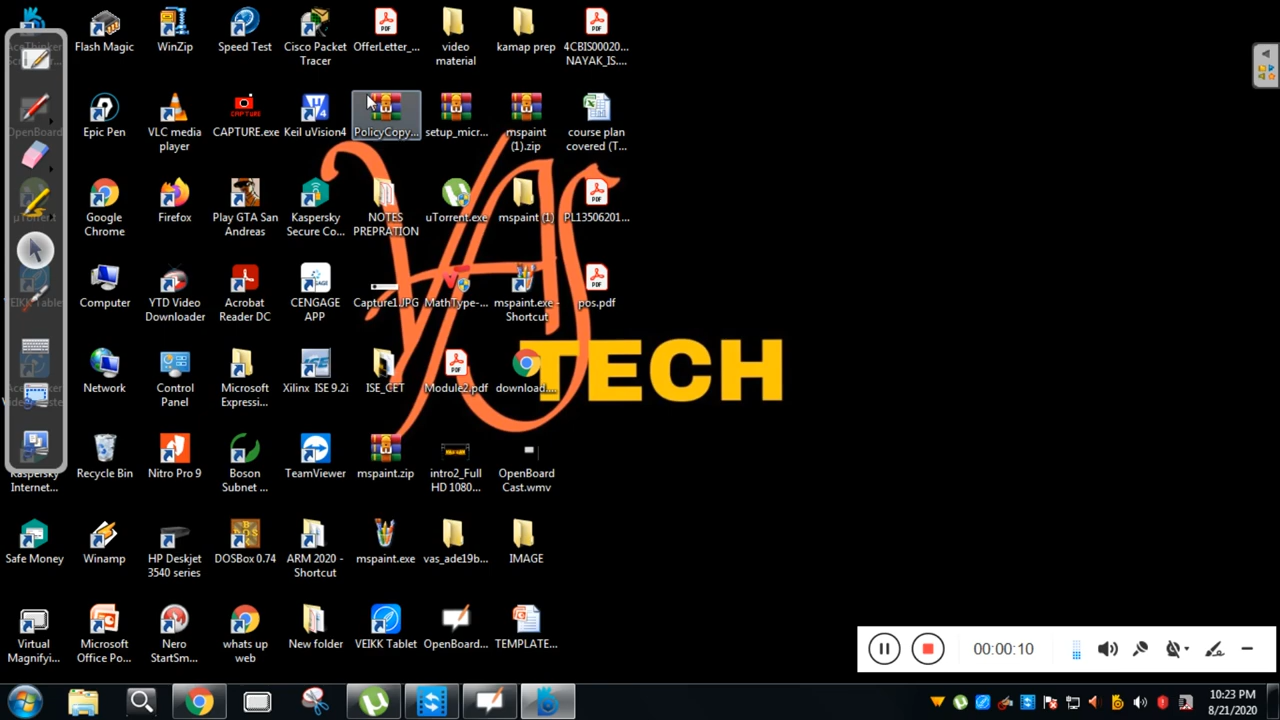 Flash Magic
WinZip
Speed Test
Cisco Packet
Tracer
OfferLetter_...
video
material
kamap prep
4CBIS00020...
NAYAK_IS....
Epic Pen
VLC media
player
CAPTURE.exe
Keil uVision4
PolicyCopy...
setup_micr...
mspaint
(1).zip
course plan
covered (T...
Google
Chrome
Firefox
Play GTA San
Andreas
Kaspersky
Secure Co...
NOTES
PREPRATION
uTorrent.exe
mspaint (1)
PL13506201...
Computer
YTD Video
Downloader
Acrobat
Reader DC
CENGAGE
APP
Capture1.JPG
MathType-...
mspaint.exe -
Shortcut
pos.pdf
VAS
TECH
Network
Control
Panel
Microsoft
Expressi...
Xilinx ISE 9.2i
ISE_CET
Module2.pdf
download....
Kaspersky
Internet...
Recycle Bin
Nitro Pro 9
Boson
Subnet ...
TeamViewer
mspaint.zip
intro2_Full
HD 1080...
OpenBoard
Cast.wmv
Safe Money
Winamp
HP Deskjet
3540 series
DOSBox 0.74
ARM 2020 -
Shortcut
mspaint.exe
vas_ade19b...
IMAGE
Virtual
Magnifyi...
Microsoft
Office Po...
Nero
StartSm...
whats up
web
New folder
VEIKK Tablet
OpenBoard...
TEMPLATE...
00:00:10
10:23 PM
8/21/2020